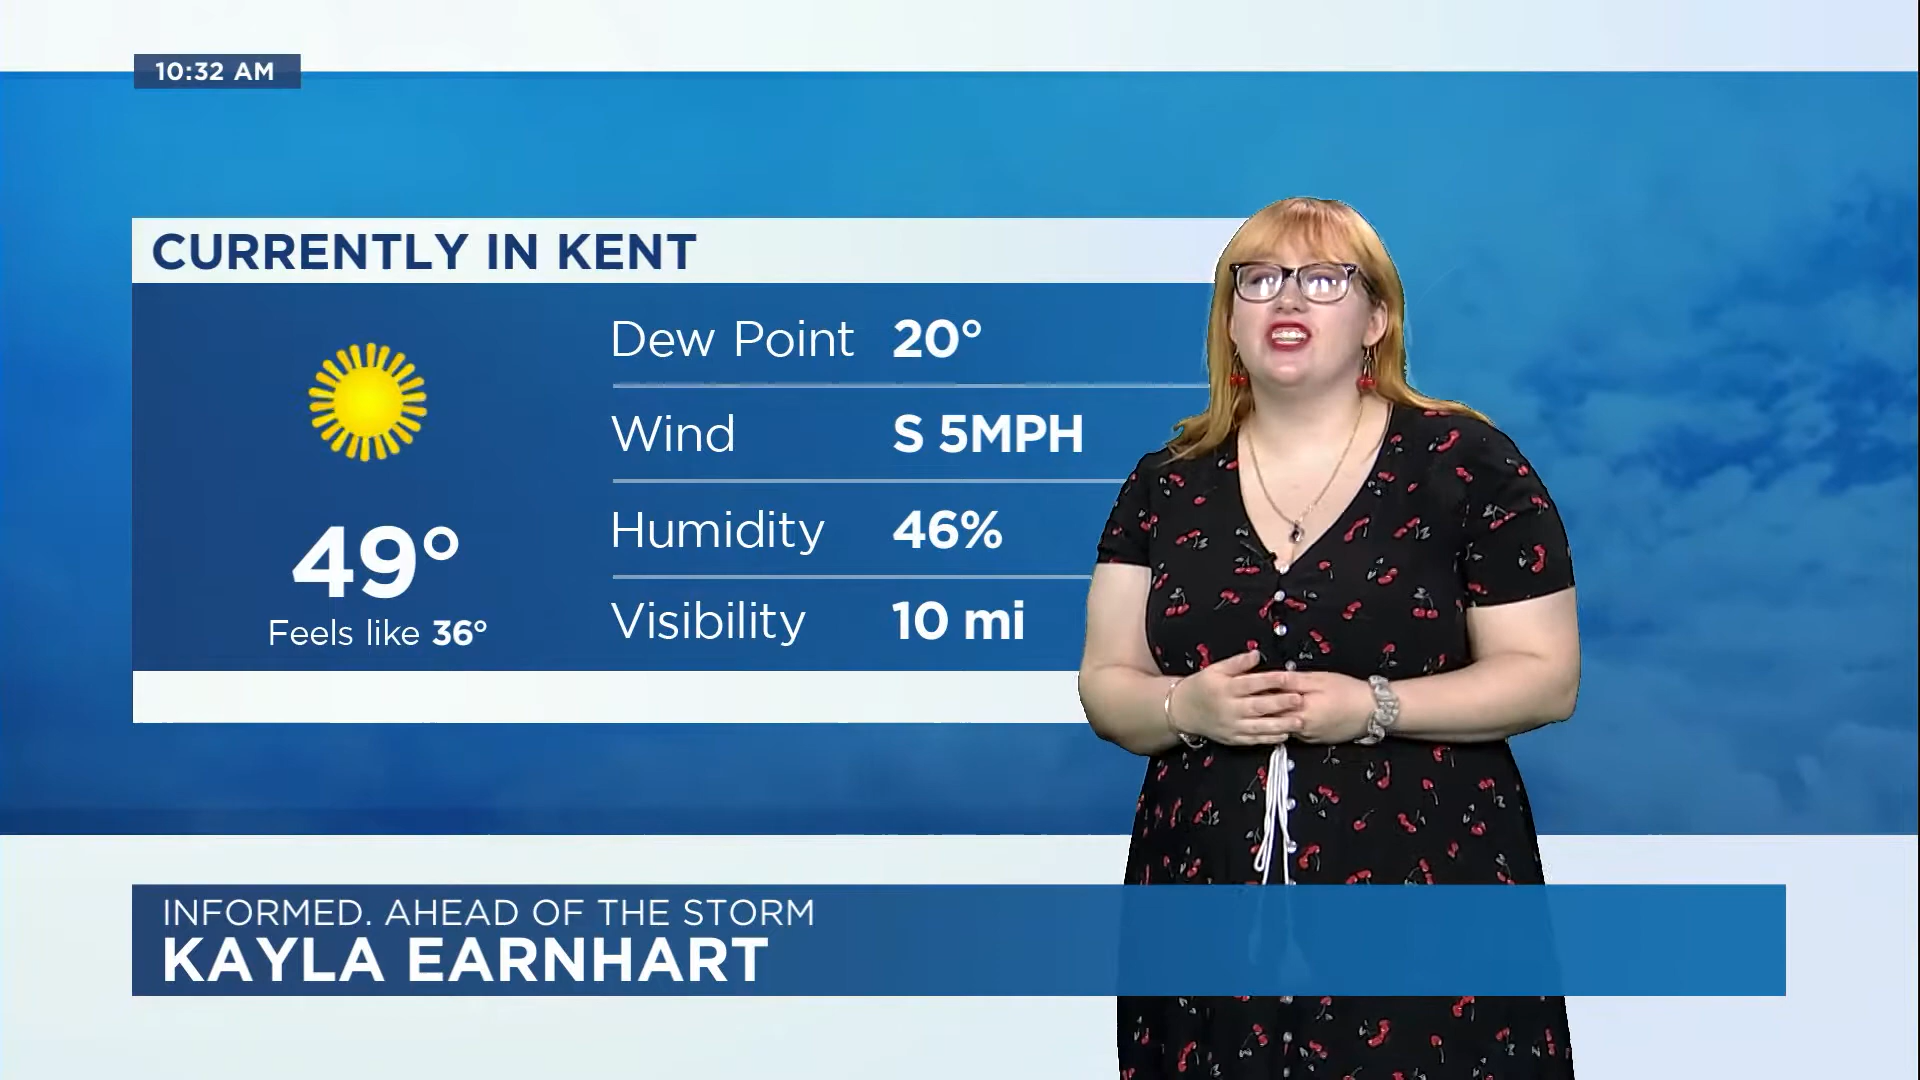 10:32 AM
CURRENTLY IN KENT
Dew Point 20°
Wind S 5MPH
Humidity 46%
Visibility 10 mi
49°
Feels like 36°
INFORMED. AHEAD OF THE STORM
KAYLA EARNHART